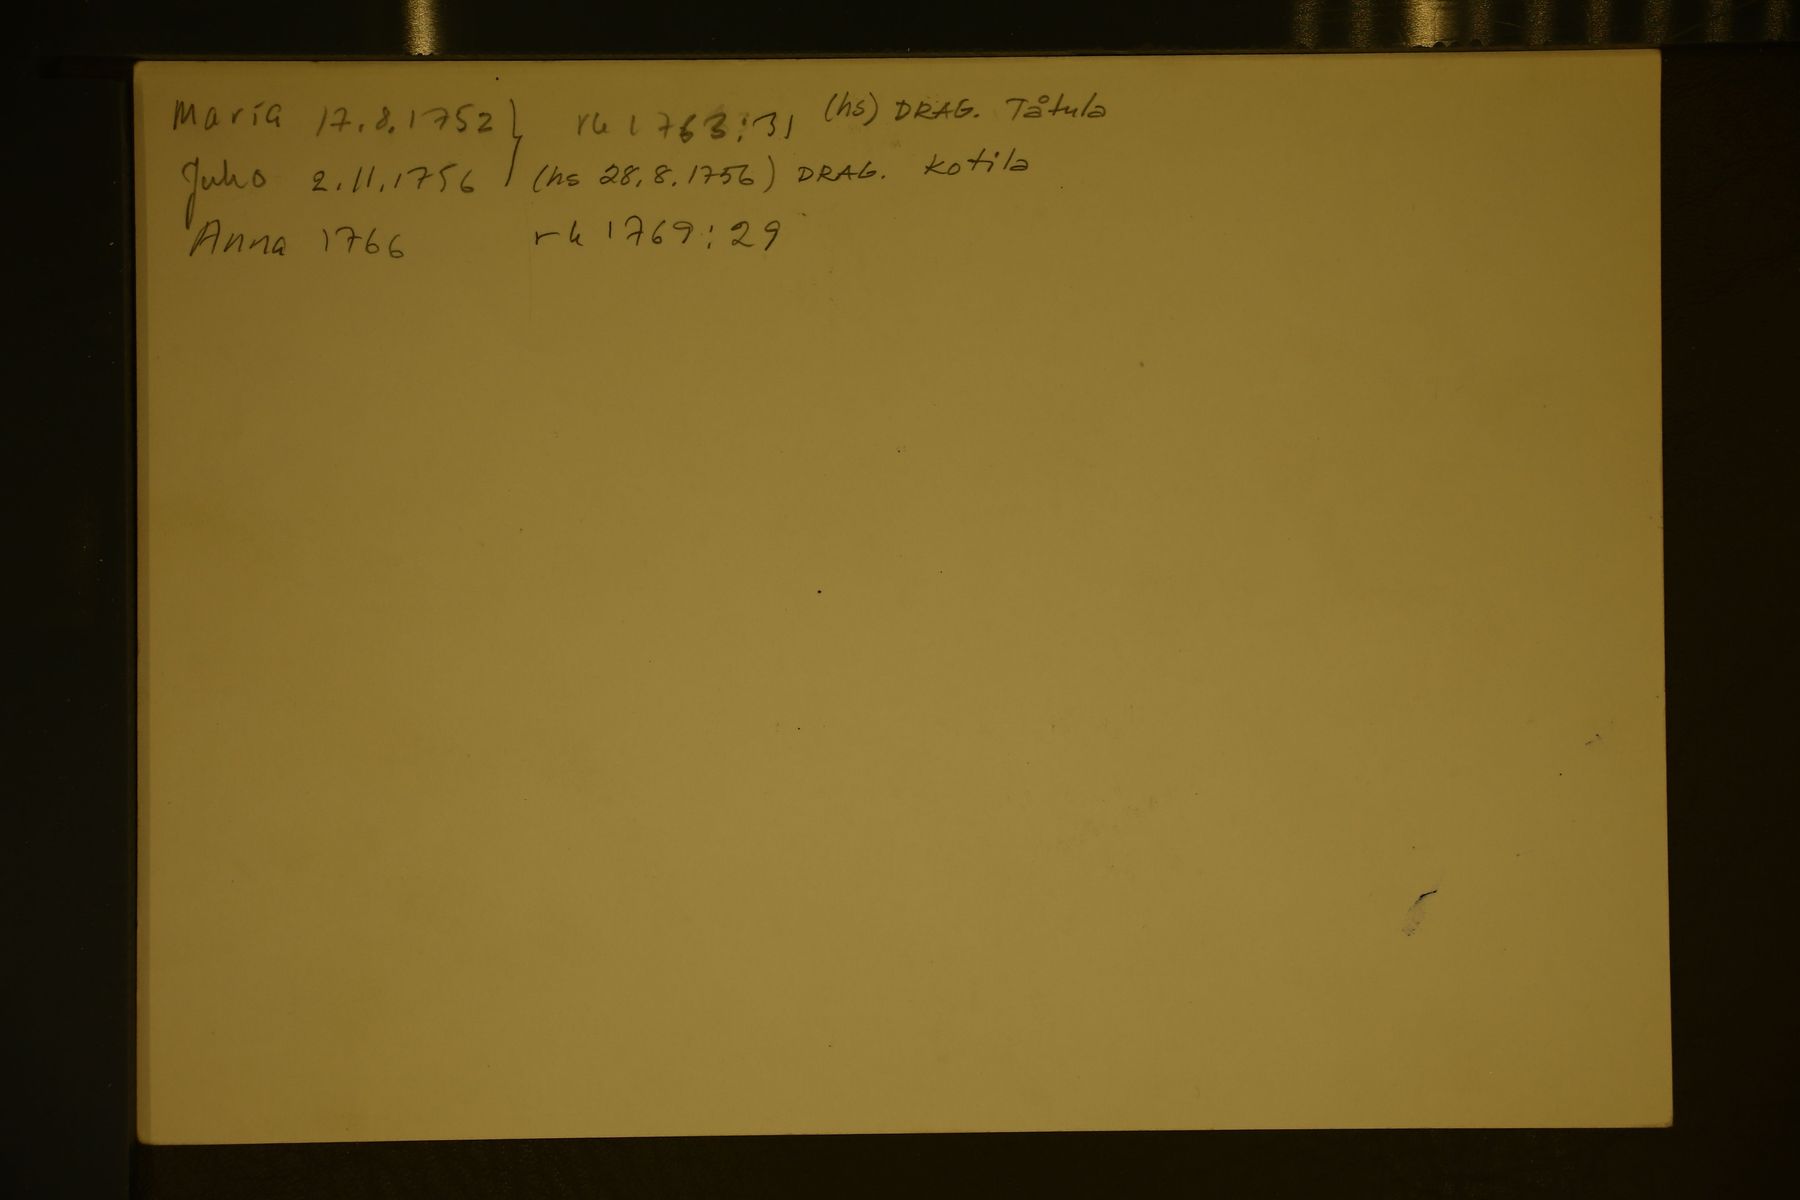 Maria 17.8.1752 } rk 1763:31 (hs) DRAG. Tåtula
Juho 2.11.1756 (hs 28.8.1756) DRAG. Kotila
Anna 1766 rk 1769:29